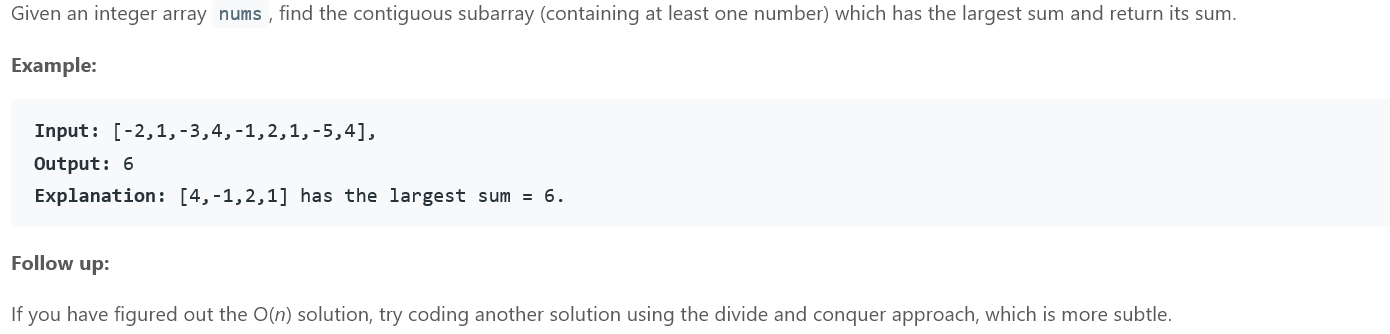 Given an integer array nums , find the contiguous subarray (containing at least one number) which has the largest sum and return its sum.
Example:
Input: [-2,1,-3,4,-1,2,1,-5,4],
Output: 6
Explanation: [4,-1,2,1] has the largest sum = 6.
Follow up:
If you have figured out the O(n) solution, try coding another solution using the divide and conquer approach, which is more subtle.